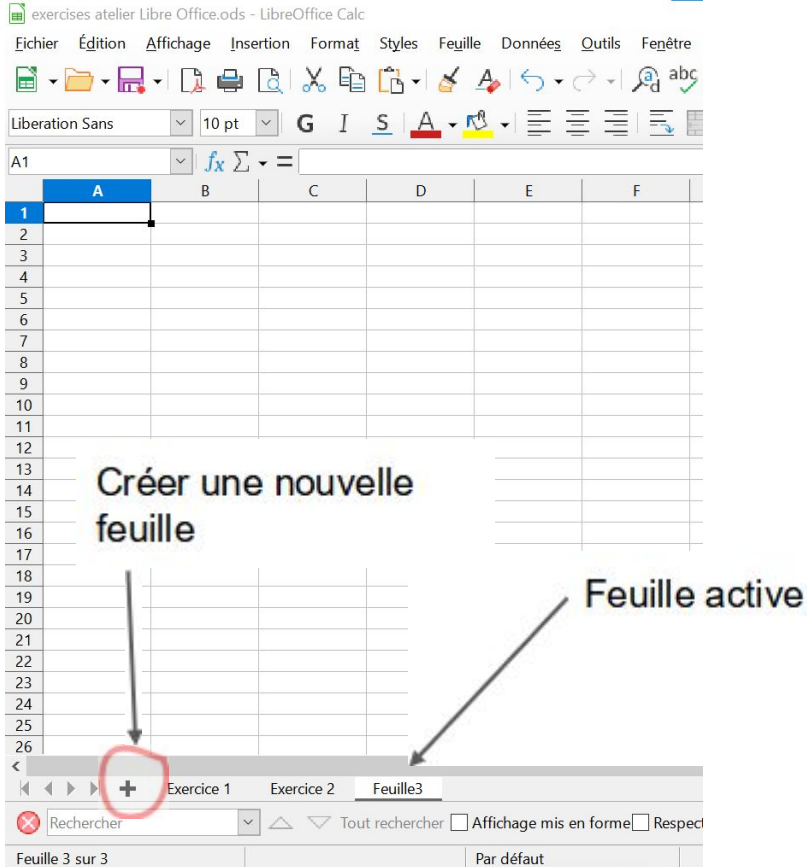 exercises atelier Libre Office.ods - LibreOffice Calc
Fichier Édition Affichage Insertion Format Styles Feuille Données Outils Fenêtre
abc
Liberation Sans 10 pt G I S A
A1 fx Σ =
A B C D E F
1
2
3
4
5
6
7
8
9
10
11
12
13
14
15
16
17
18
19
20
21
22
23
24
25
26
Créer une nouvelle
feuille
Feuille active
Exercice 1 Exercice 2 Feuille3
Rechercher Tout rechercher Affichage mis en forme Respect
Feuille 3 sur 3 Par défaut